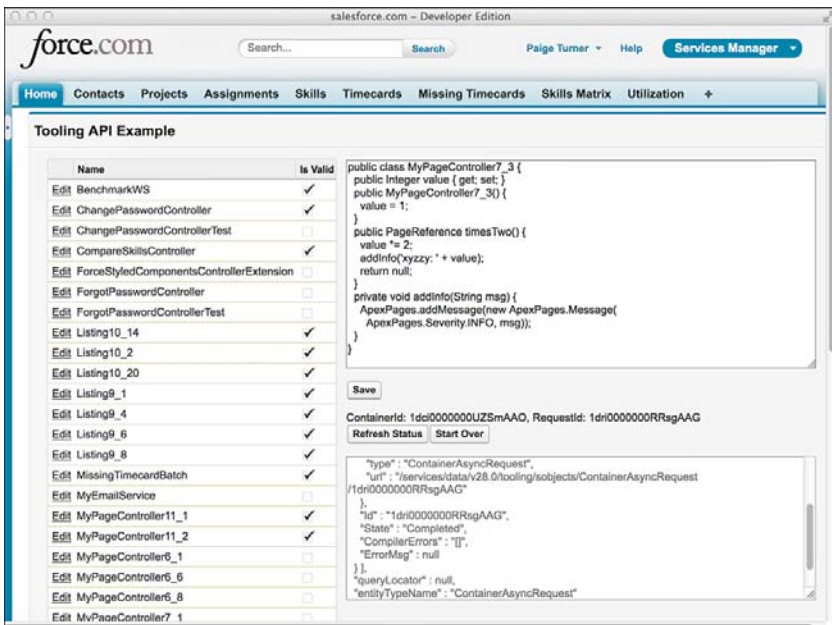 salesforce.com – Developer Edition
force.com
Search...
Search
Paige Turner
Help
Services Manager
Home Contacts Projects Assignments Skills Timecards Missing Timecards Skills Matrix Utilization +
Tooling API Example
Name Is Valid
Edit BenchmarkWS
Edit ChangePasswordController
Edit ChangePasswordControllerTest
Edit CompareSkillsController
Edit ForceStyledComponentsControllerExtension
Edit ForgotPasswordController
Edit ForgotPasswordControllerTest
Edit Listing10_14
Edit Listing10_2
Edit Listing10_20
Edit Listing9_1
Edit Listing9_4
Edit Listing9_6
Edit Listing9_8
Edit MissingTimecardBatch
Edit MyEmailService
Edit MyPageController11_1
Edit MyPageController11_2
Edit MyPageController6_1
Edit MyPageController6_6
Edit MyPageController6_8
Edit MyPageController7_1
public class MyPageController7_3 {
public Integer value { get; set; }
public MyPageController7_3() {
value = 1;
}
public PageReference timesTwo() {
value *= 2;
addInfo('xyzzy: ' + value);
return null;
}
private void addInfo(String msg) {
ApexPages.addMessage(new ApexPages.Message(
ApexPages.Severity.INFO, msg));
}
}
Save
ContainerId: 1dci0000000UZSmAAO, RequestId: 1dri0000000RRsgAAG
Refresh Status Start Over
"type" : "ContainerAsyncRequest",
"url" : "/services/data/v28.0/tooling/sobjects/ContainerAsyncRequest
/1dri0000000RRsgAAG"
},
"Id" : "1dri0000000RRsgAAG",
"State" : "Completed",
"CompilerErrors" : "[]",
"ErrorMsg" : null
} ],
"queryLocator" : null,
"entityTypeName" : "ContainerAsyncRequest"